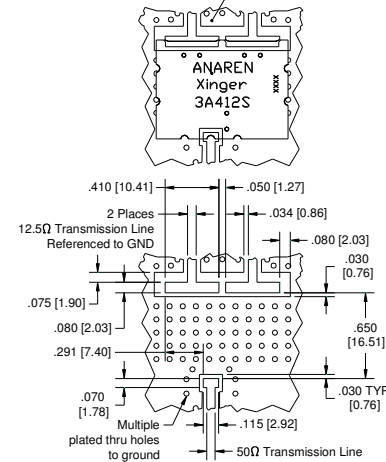 ANAREN
Xinger
3A412S
XXXX
.410 [10.41]
.050 [1.27]
2 Places
.034 [0.86]
12.5Ω Transmission Line
Referenced to GND
.080 [2.03]
.030
[0.76]
.075 [1.90]
.080 [2.03]
.650
[16.51]
.291 [7.40]
.070
[1.78]
.030 TYP
[0.76]
Multiple
plated thru holes
to ground
.115 [2.92]
50Ω Transmission Line